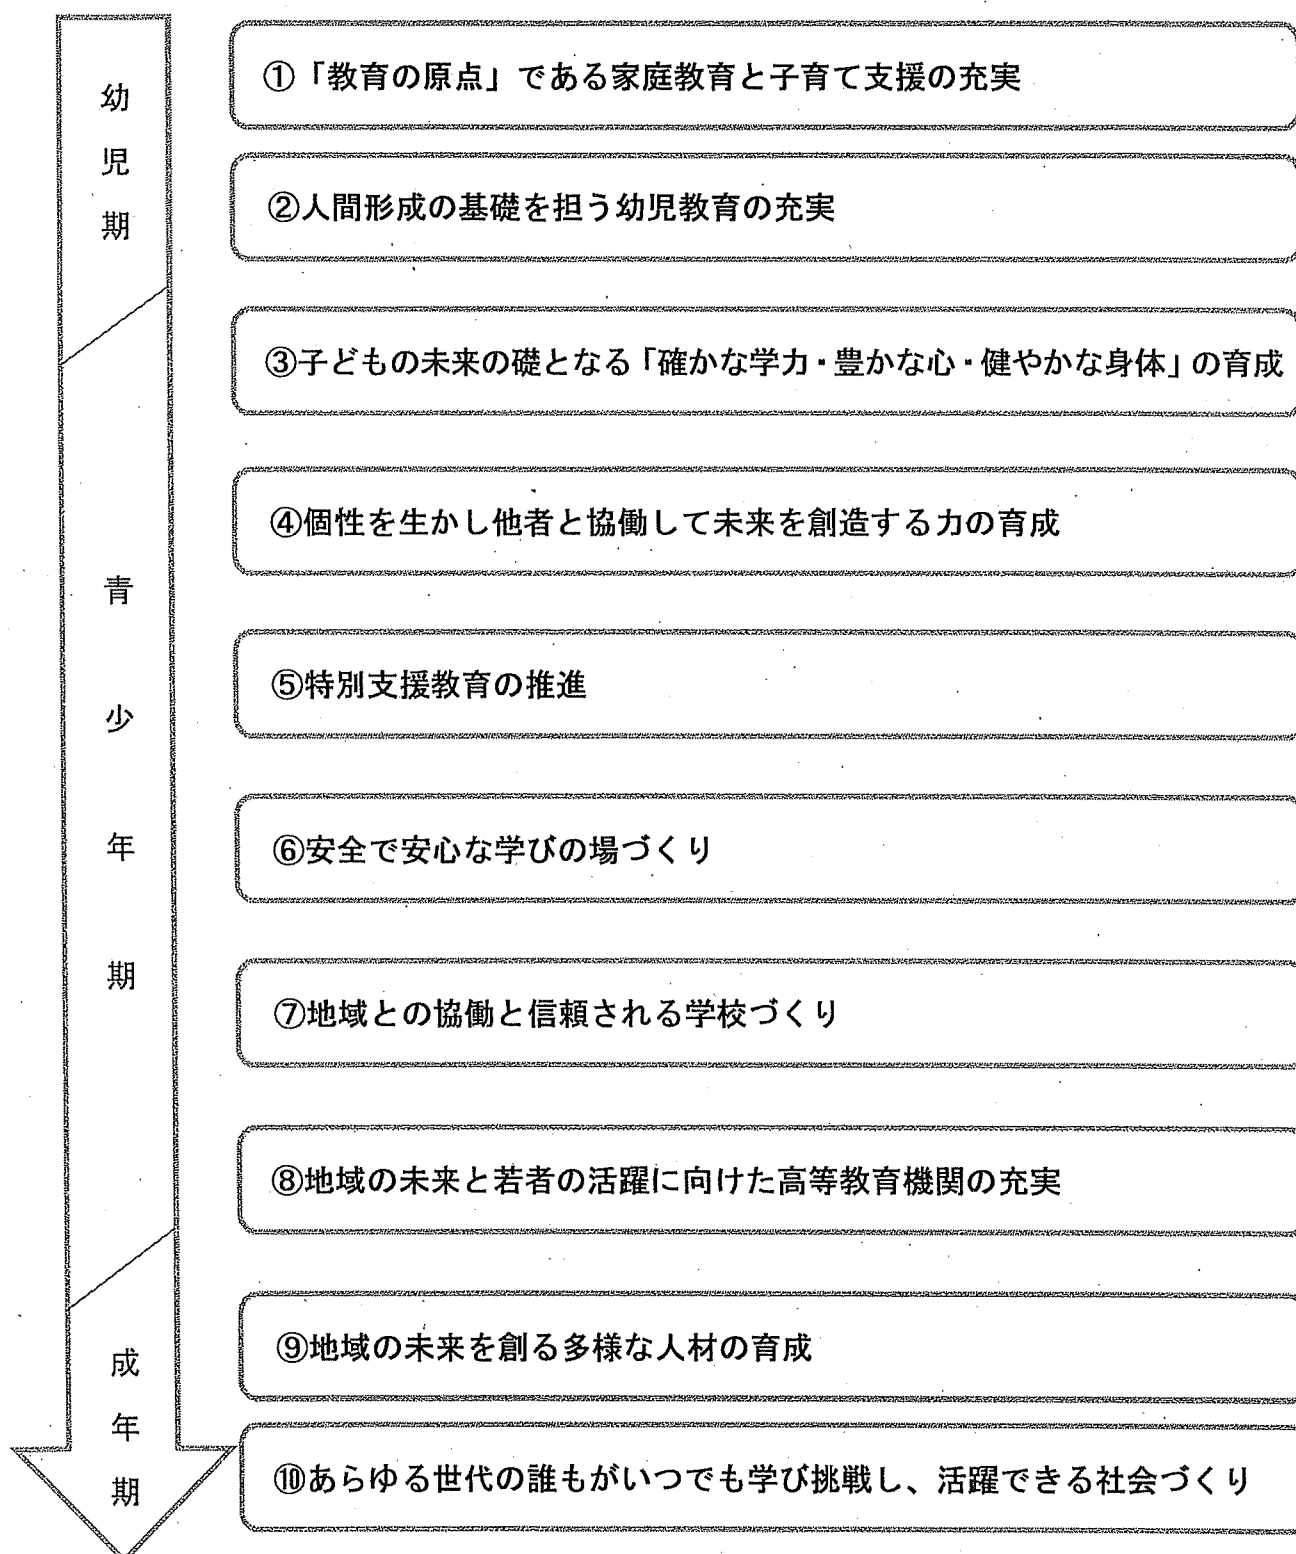 幼児期
①「教育の原点」である家庭教育と子育て支援の充実
②人間形成の基礎を担う幼児教育の充実
青少年期
③子どもの未来の礎となる「確かな学力・豊かな心・健やかな身体」の育成
④個性を生かし他者と協働して未来を創造する力の育成
⑤特別支援教育の推進
⑥安全で安心な学びの場づくり
⑦地域との協働と信頼される学校づくり
⑧地域の未来と若者の活躍に向けた高等教育機関の充実
成年期
⑨地域の未来を創る多様な人材の育成
⑩あらゆる世代の誰もがいつでも学び挑戦し、活躍できる社会づくり